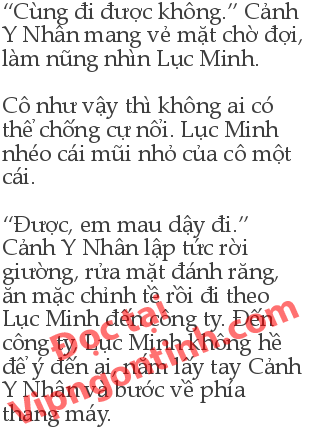 “Cùng đi được không.” Cảnh
Y Nhân mang vẻ mặt chờ đợi,
làm nũng nhìn Lục Minh.
Cô như vậy thì không ai có
thể chống cự nổi. Lục Minh
nhéo cái mũi nhỏ của cô một
cái.
“Được, em mau dậy đi.”
Cảnh Y Nhân lập tức rời
giường, rửa mặt đánh răng,
ăn mặc chỉnh tề rồi đi theo
Lục Minh đến công ty. Đến
công ty, Lục Minh không hề
để ý đến ai, nắm lấy tay Cảnh
Y Nhân và bước về phía
thang máy.
Đọc tại
Vipngontinh.com